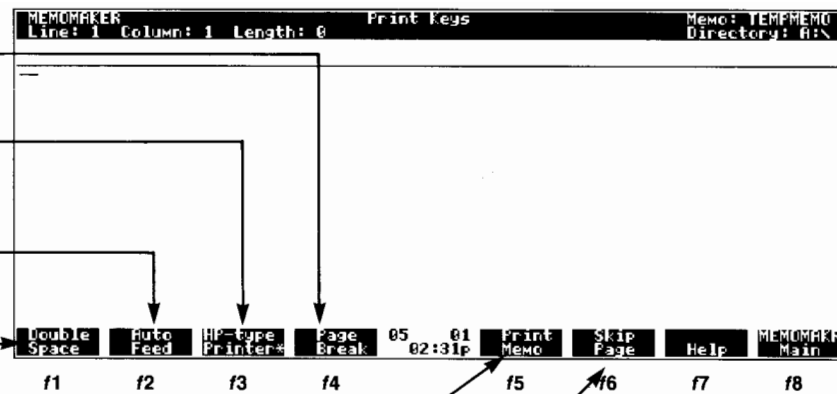 MEMOMAKER Print Keys Memo: TEMPMEMO
Line: 1 Column: 1 Length: 0 Directory: A:\
Double Auto HP-type Page 05 01 Print Skip MEMOMAKR
Space Feed Printer* Break 02:31p Memo Page Help Main
f1 f2 f3 f4 f5 f6 f7 f8